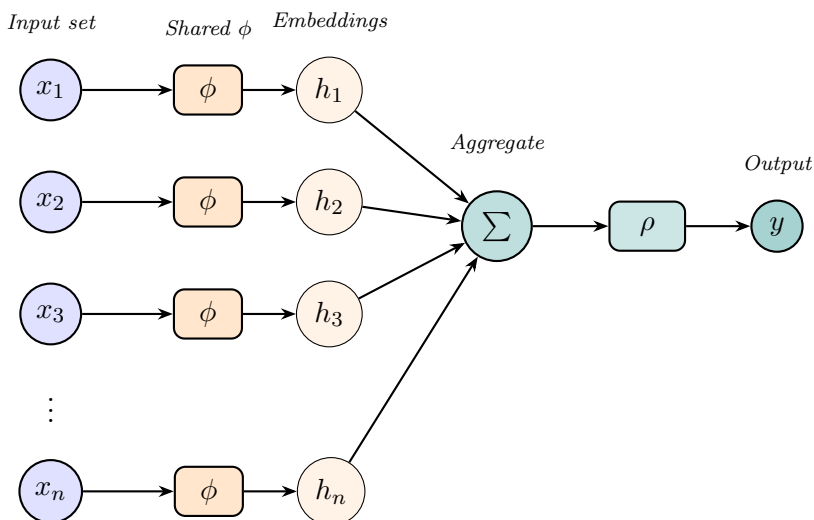 Input set Shared ϕ Embeddings
x₁ ϕ h₁
Aggregate
Output
x₂ ϕ h₂
∑ ρ y
x₃ ϕ h₃
⋮
xₙ ϕ hₙ